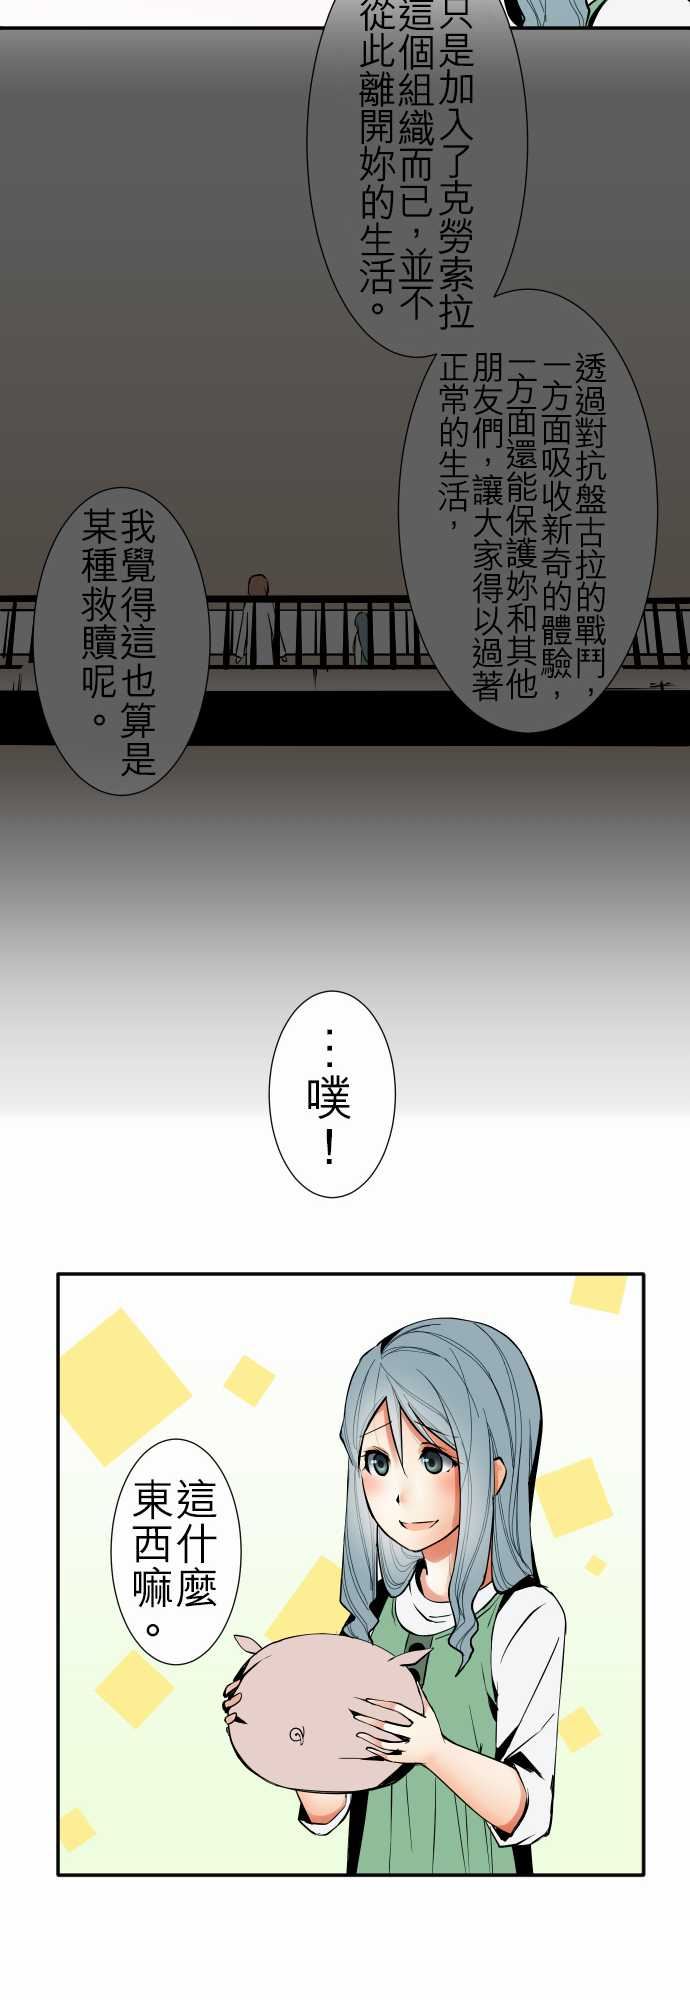 只是加入了克勞索拉
這個組織而已，並不
從此離開妳的生活。
透過對抗盤古拉的戰鬥，
一方面吸收新奇的體驗，
一方面還能保護妳和其他
朋友們，讓大家得以過著
正常的生活，
我覺得這也算是
某種救贖呢。
…噗！
這什麼
東西嘛。